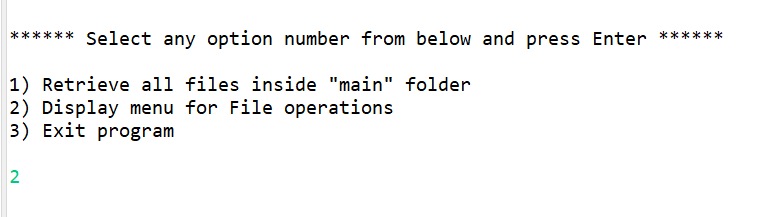 ****** Select any option number from below and press Enter ******
1) Retrieve all files inside "main" folder
2) Display menu for File operations
3) Exit program
2